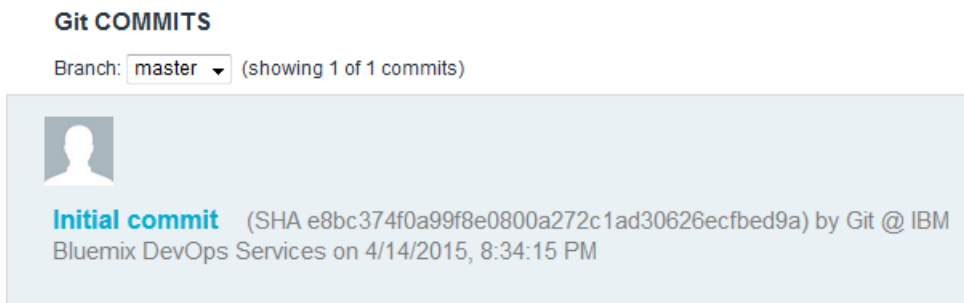 Git COMMITS
Branch: master (showing 1 of 1 commits)
Initial commit (SHA e8bc374f0a99f8e0800a272c1ad30626ecfbed9a) by Git @ IBM
Bluemix DevOps Services on 4/14/2015, 8:34:15 PM